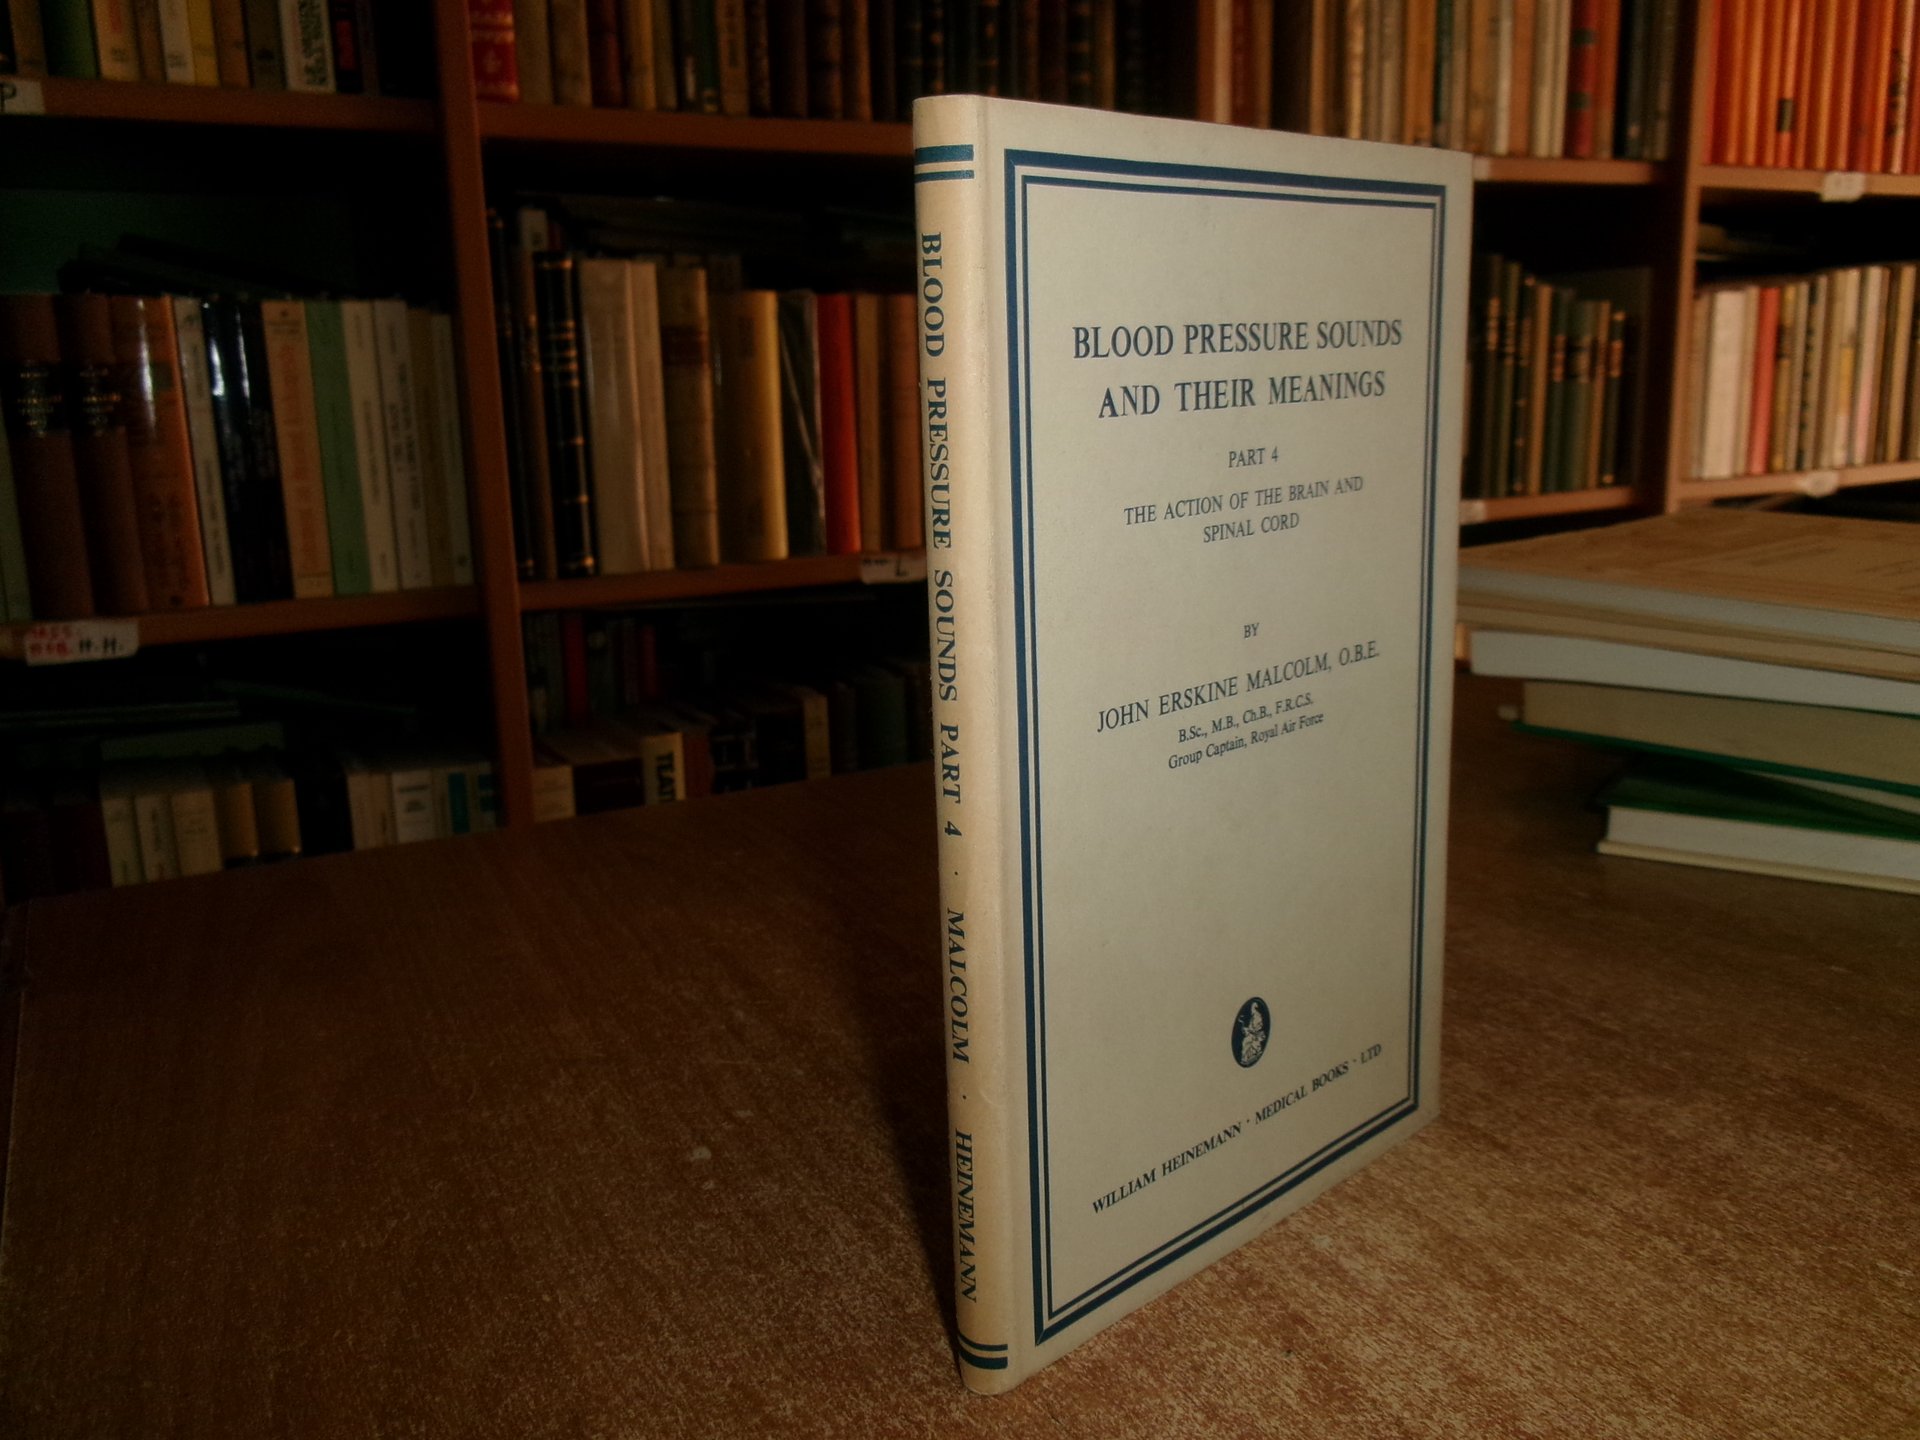 BLOOD PRESSURE SOUNDS PART 4 · MALCOLM · HEINEMANN
BLOOD PRESSURE SOUNDS
AND THEIR MEANINGS
PART 4
THE ACTION OF THE BRAIN AND
SPINAL CORD
BY
JOHN ERSKINE MALCOLM, O.B.E.
B.Sc., M.B., Ch.B., F.R.C.S.
Group Captain, Royal Air Force
WILLIAM HEINEMANN · MEDICAL BOOKS · LTD
P
H.H.
L